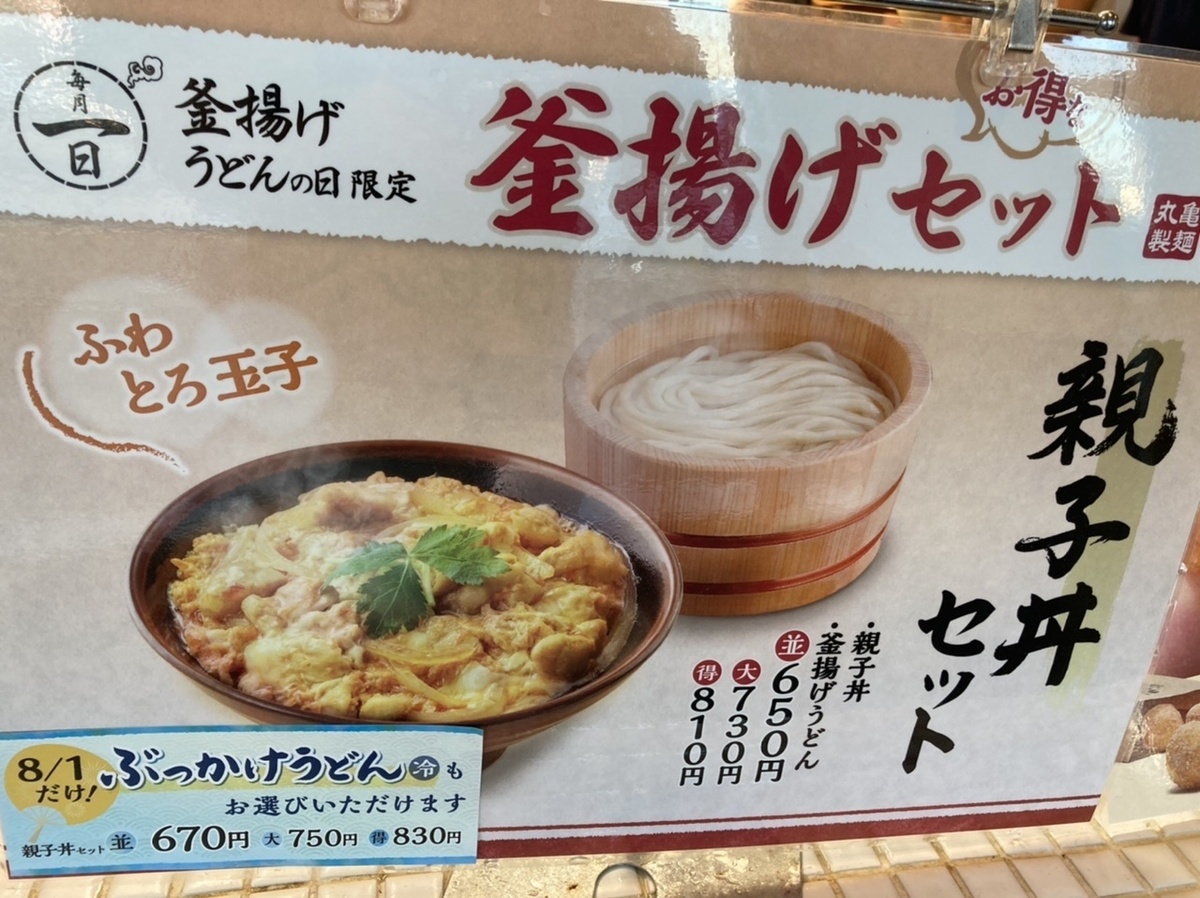 毎月
一日
釜揚げ
うどんの日限定
お得な
釜揚げセット
丸亀
製麺
ふわ
とろ玉子
親子丼
セット
・親子丼
・釜揚げうどん
並650円
大730円
得810円
8/1
だけ!
ぶっかけうどん冷も
お選びいただけます
親子丼セット 並 670円 大 750円 得 830円